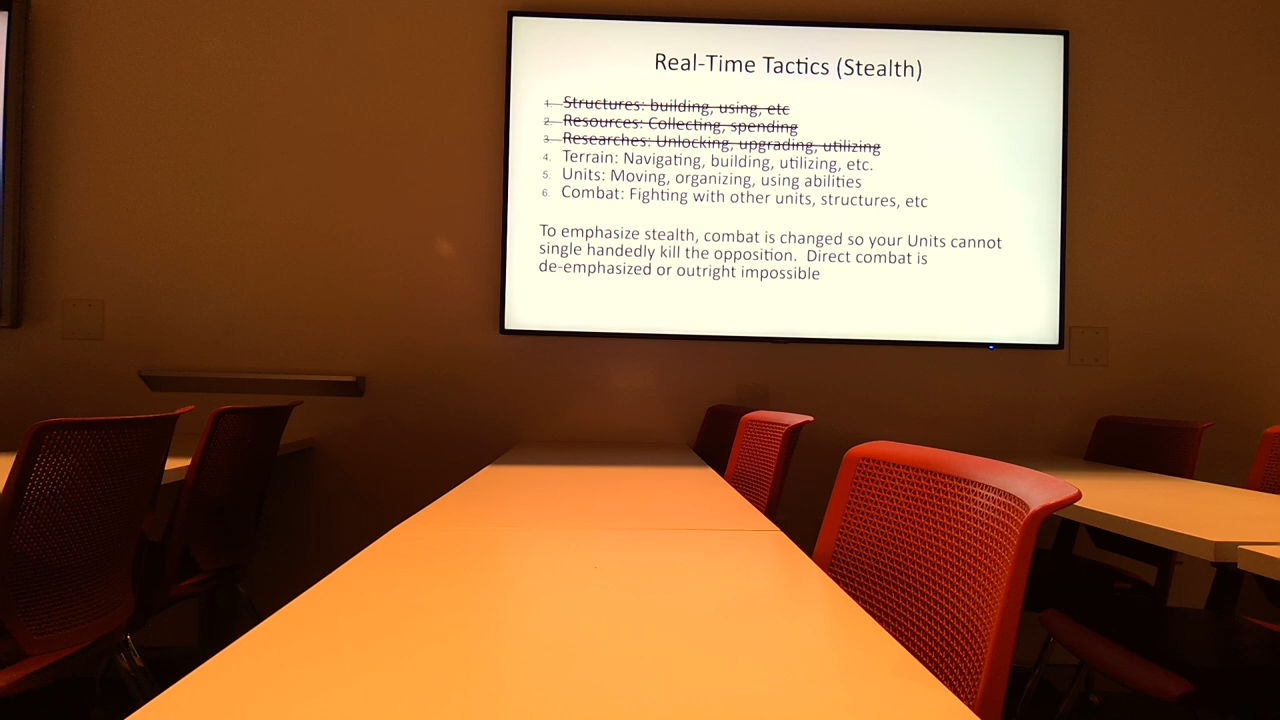 Real-Time Tactics (Stealth)
1. Structures: building, using, etc
2. Resources: Collecting, spending
3. Researches: Unlocking, upgrading, utilizing
4. Terrain: Navigating, building, utilizing, etc.
5. Units: Moving, organizing, using abilities
6. Combat: Fighting with other units, structures, etc
To emphasize stealth, combat is changed so your Units cannot
single handedly kill the opposition. Direct combat is
de-emphasized or outright impossible